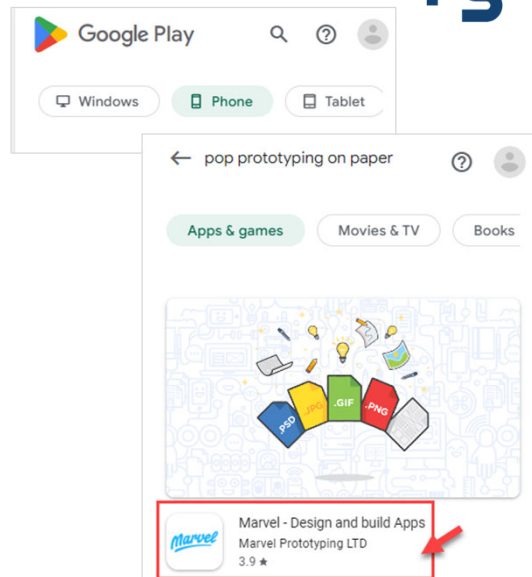 Google Play
Windows Phone Tablet
pop prototyping on paper
Apps & games Movies & TV Books
.PSD .JPG .GIF .PNG
Marvel - Design and build Apps
Marvel Marvel Prototyping LTD
3.9 ★